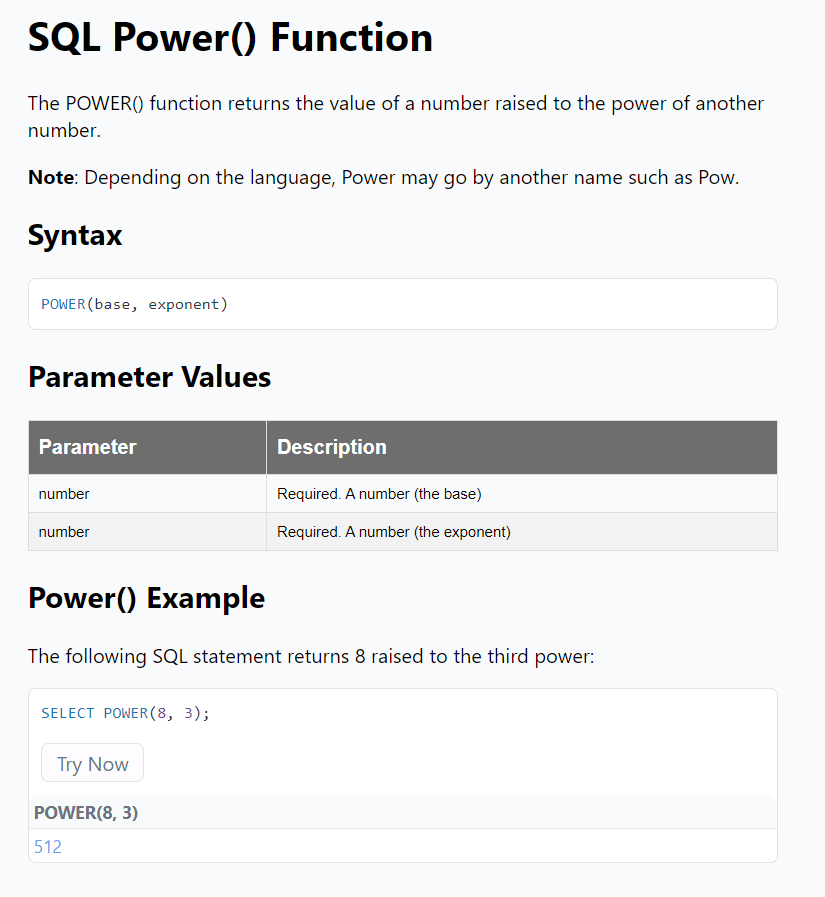 SQL Power() Function
The POWER() function returns the value of a number raised to the power of another
number.
Note: Depending on the language, Power may go by another name such as Pow.
Syntax
POWER(base, exponent)
Parameter Values
Parameter Description
number Required. A number (the base)
number Required. A number (the exponent)
Power() Example
The following SQL statement returns 8 raised to the third power:
SELECT POWER(8, 3);
Try Now
POWER(8, 3)
512